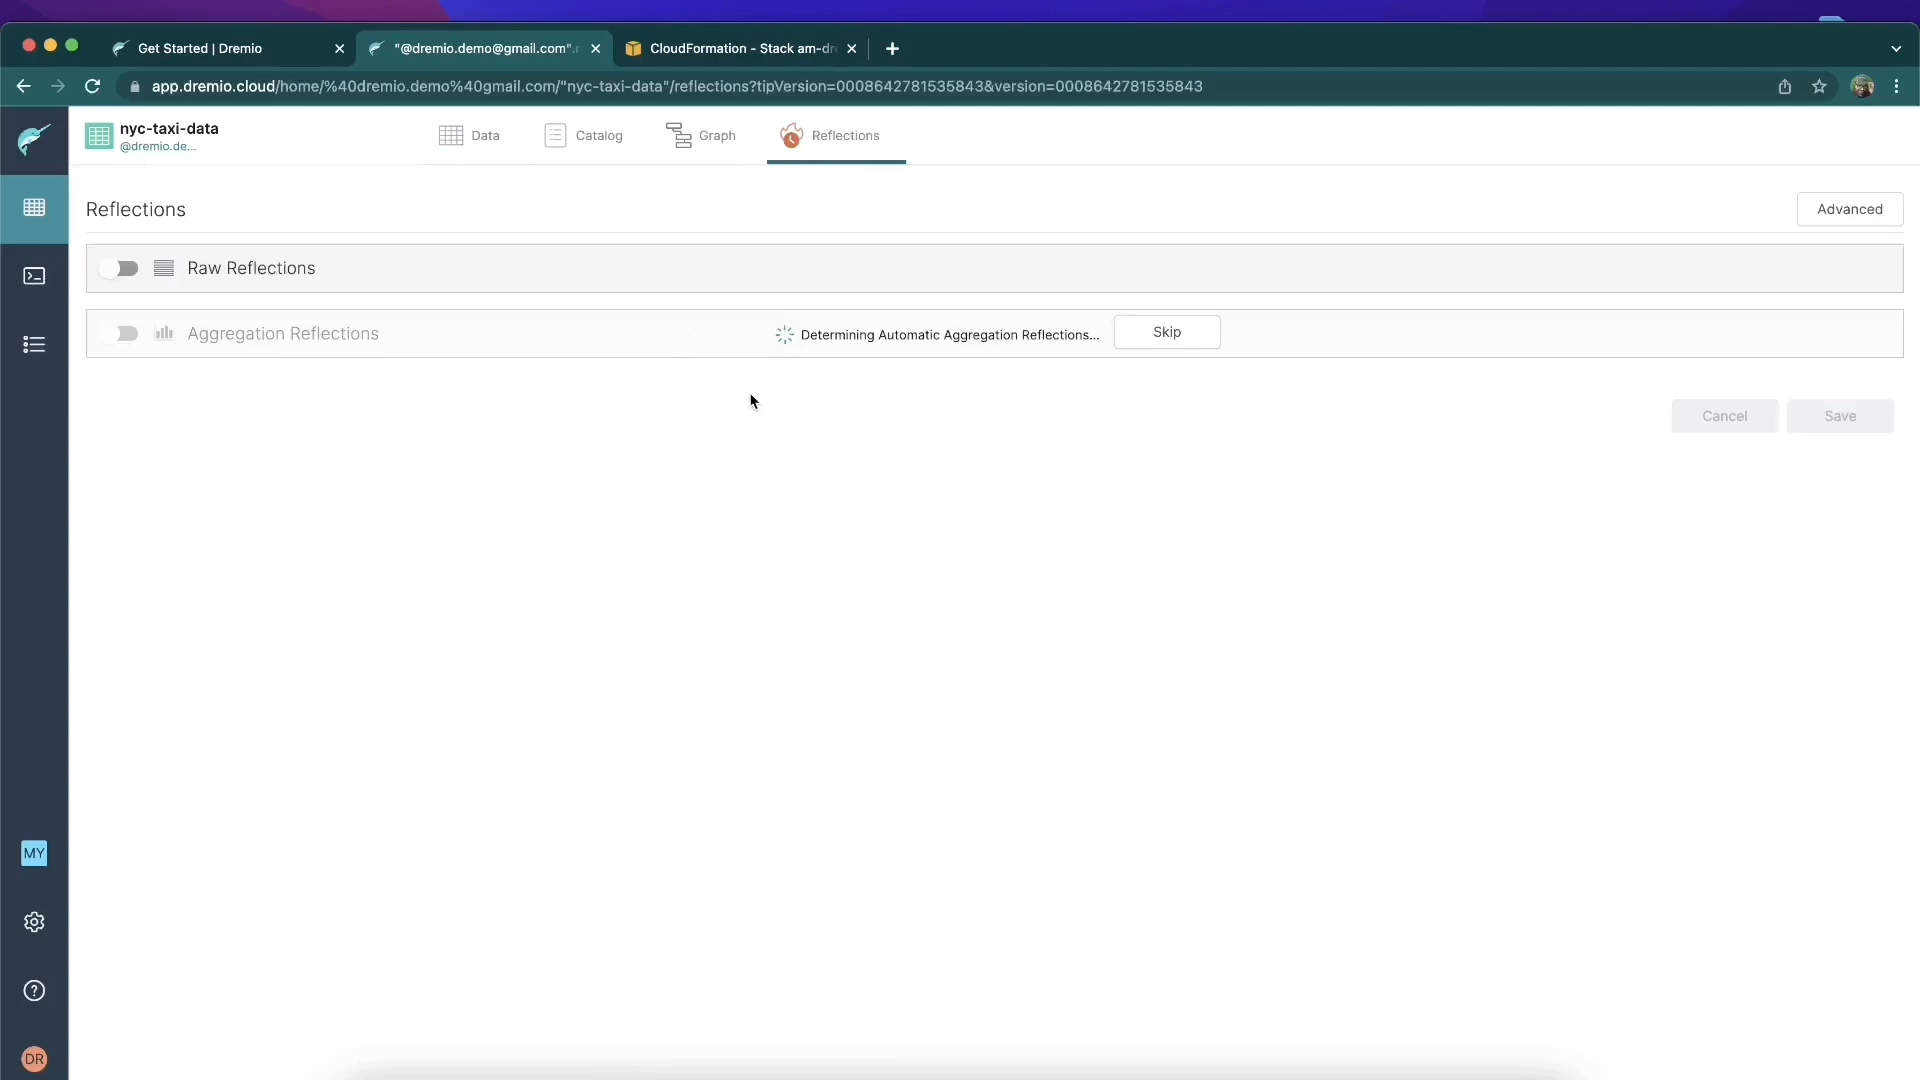 Get Started | Dremio
"@dremio.demo@gmail.com".
CloudFormation - Stack am-dr
app.dremio.cloud/home/%40dremio.demo%40gmail.com/"nyc-taxi-data"/reflections?tipVersion=0008642781535843&version=0008642781535843
nyc-taxi-data
@dremio.de...
Data
Catalog
Graph
Reflections
Reflections
Advanced
Raw Reflections
Aggregation Reflections
Determining Automatic Aggregation Reflections...
Skip
Cancel
Save
MY
DR